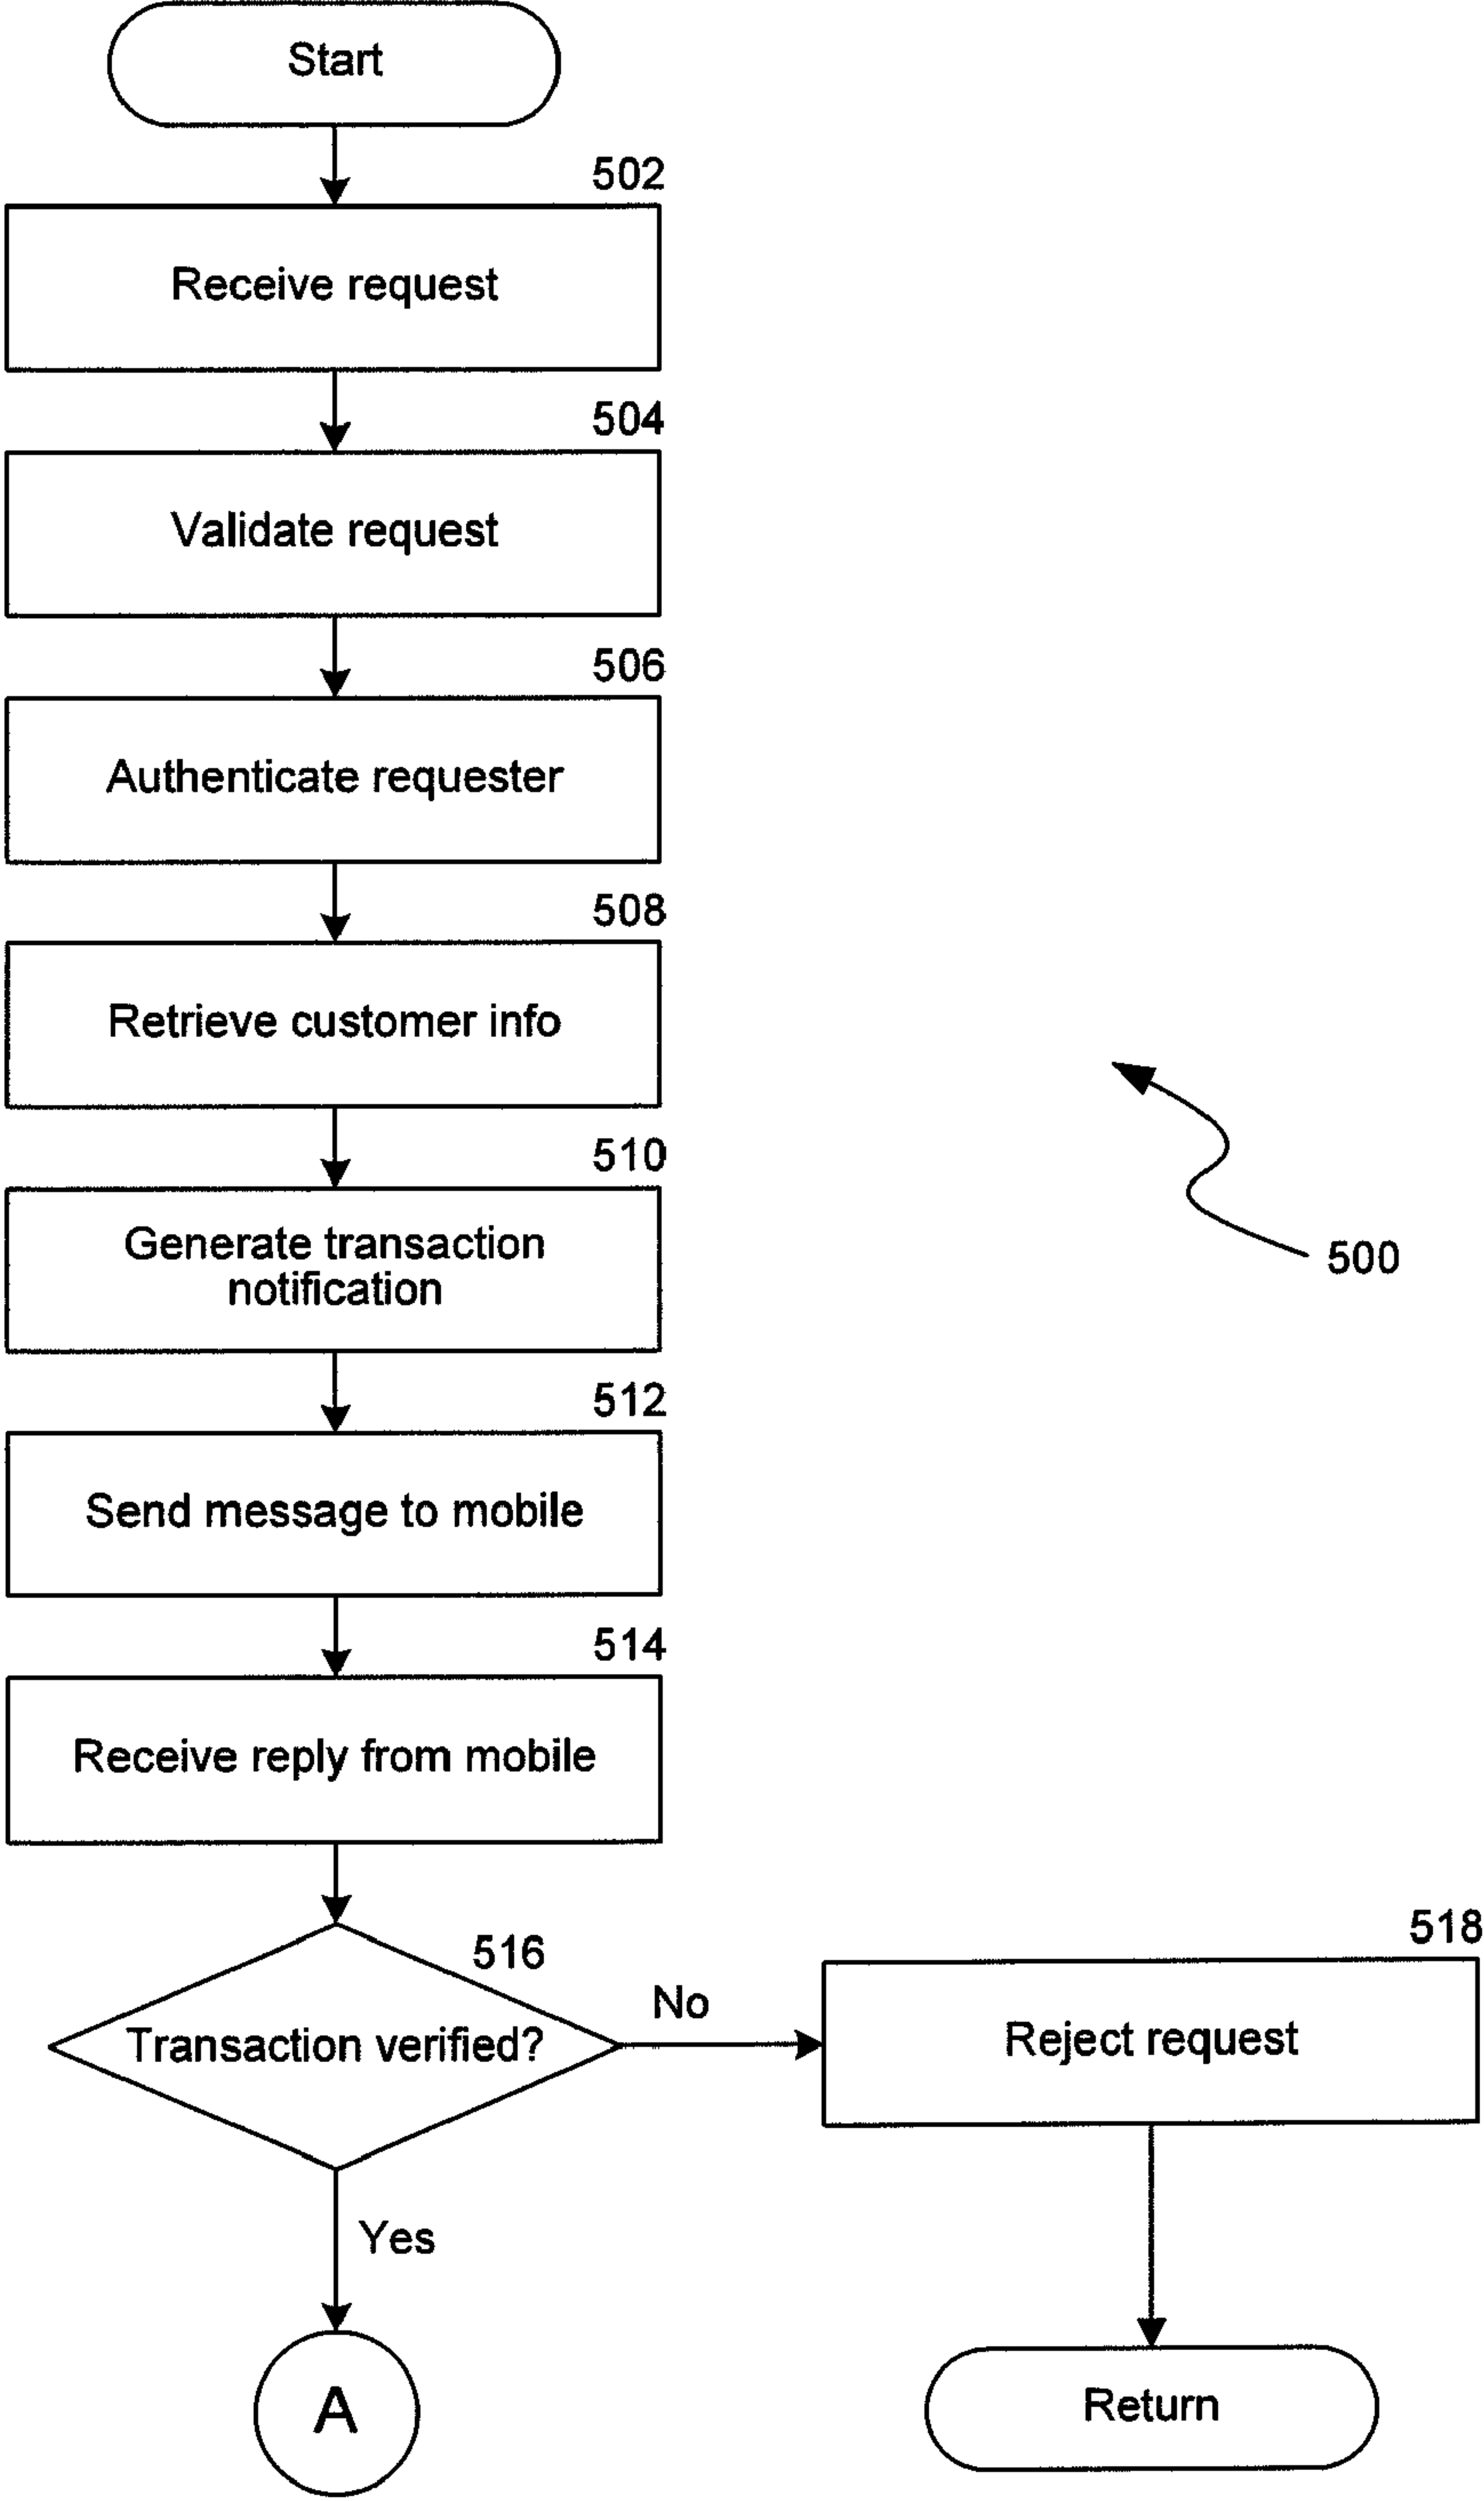 Start
502
Receive request
504
Validate request
506
Authenticate requester
508
Retrieve customer info
510
Generate transaction
notification
500
512
Send message to mobile
514
Receive reply from mobile
516
Transaction verified?
No
518
Reject request
Yes
A
Return